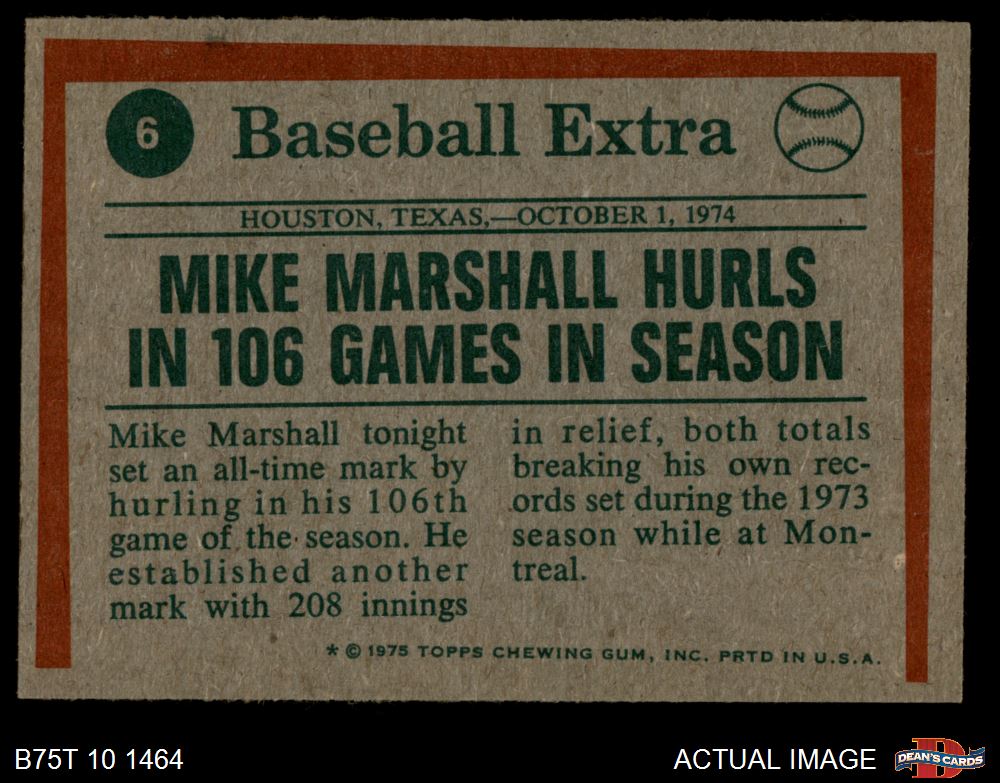 6
Baseball Extra
HOUSTON, TEXAS,—OCTOBER 1, 1974
MIKE MARSHALL HURLS
IN 106 GAMES IN SEASON
Mike Marshall tonight
set an all-time mark by
hurling in his 106th
game of the season. He
established another
mark with 208 innings
in relief, both totals
breaking his own rec-
ords set during the 1973
season while at Mon-
treal.
* © 1975 TOPPS CHEWING GUM, INC. PRTD IN U.S.A.
B75T 10 1464
ACTUAL IMAGE
D
DEAN'S CARDS